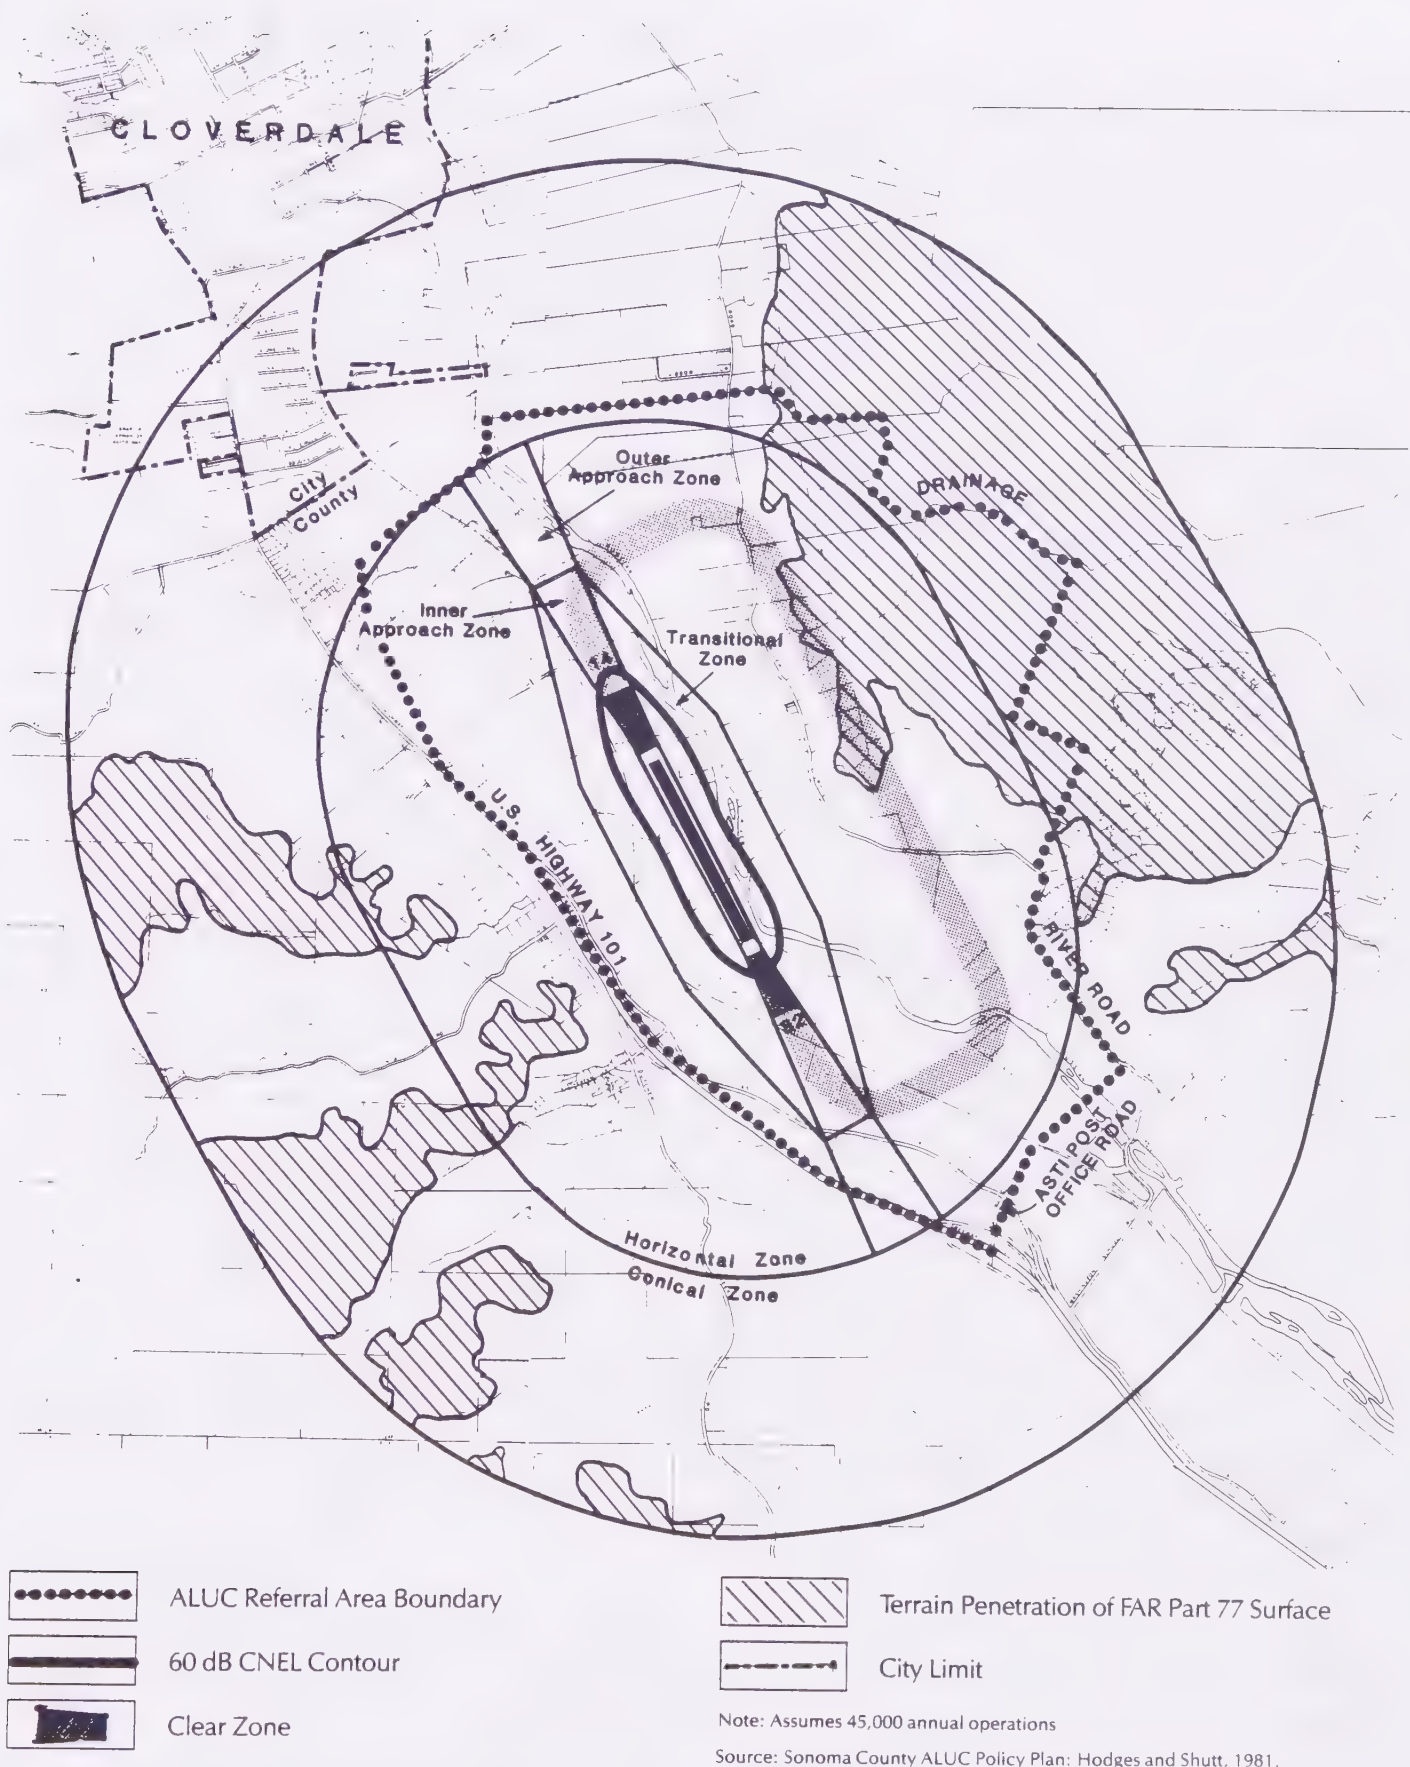 CLOVERDALE
Outer
Approach Zone
DRAINAGE
City
County
Inner
Approach Zone
Transitional
Zone
U.S. HIGHWAY 101
RIVER ROAD
ASTI POST
OFFICE ROAD
Horizontal Zone
Conical Zone
ALUC Referral Area Boundary
60 dB CNEL Contour
Clear Zone
Terrain Penetration of FAR Part 77 Surface
City Limit
Note: Assumes 45,000 annual operations
Source: Sonoma County ALUC Policy Plan: Hodges and Shutt, 1981.